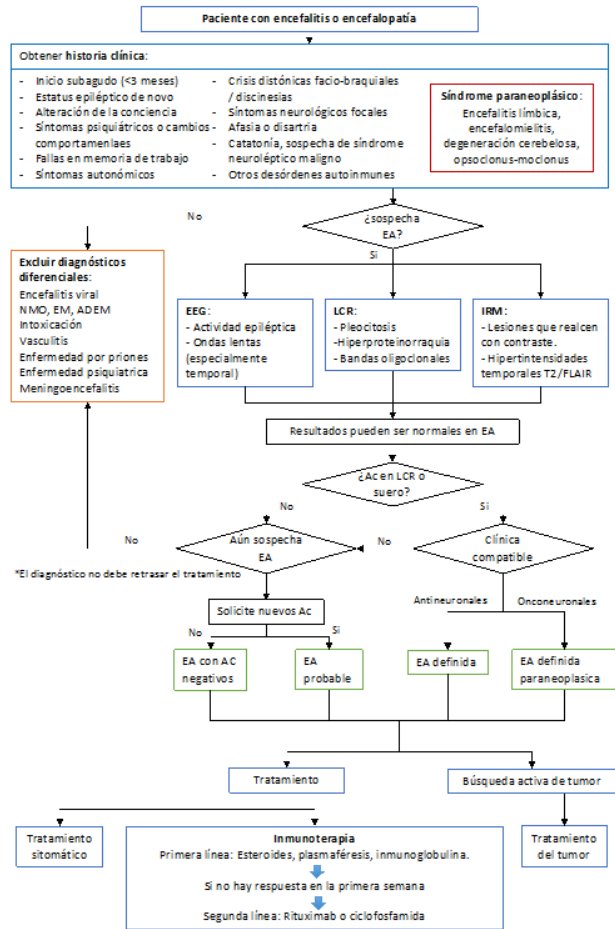 Paciente con encefalitis o encefalopatía
Obtener historia clínica:
- Inicio subagudo (<3 meses)
- Estatus epiléptico de novo
- Alteración de la conciencia
- Síntomas psiquiátricos o cambios
comportamenlaes
- Fallas en memoria de trabajo
- Síntomas autonómicos
- Crisis distónicas facio-braquiales
/ discinesias
- Síntomas neurológicos focales
- Afasia o disartria
- Catatonía, sospecha de síndrome
neuroléptico maligno
- Otros desórdenes autoinmunes
Síndrome paraneoplásico:
Encefalitis límbica,
encefalomielitis,
degeneración cerebelosa,
opsoclonus-moclonus
No
¿sospecha
EA?
Si
Excluir diagnósticos
diferenciales:
Encefalitis viral
NMO, EM, ADEM
Intoxicación
Vasculitis
Enfermedad por priones
Enfermedad psiquiatrica
Meningoencefalitis
EEG:
- Actividad epiléptica
- Ondas lentas
(especialmente
temporal)
LCR:
- Pleocitosis
-Hiperproteinorraquia
- Bandas oligoclonales
IRM:
- Lesiones que realcen
con contraste.
- Hipertintensidades
temporales T2/FLAIR
Resultados pueden ser normales en EA
¿Ac en LCR o
suero?
No
Si
No
Aún sospecha
EA
No
Clínica
compatible
*El diagnóstico no debe retrasar el tratamiento
Solicite nuevos Ac
Antineuronales
Onconeuronales
No
Si
EA con AC
negativos
EA
probable
EA definida
EA definida
paraneoplasica
Tratamiento
Búsqueda activa de tumor
Tratamiento
sitomático
Inmunoterapia
Primera línea: Esteroides, plasmaféresis, inmunoglobulina.
Si no hay respuesta en la primera semana
Segunda línea: Rituximab o ciclofosfamida
Tratamiento
del tumor